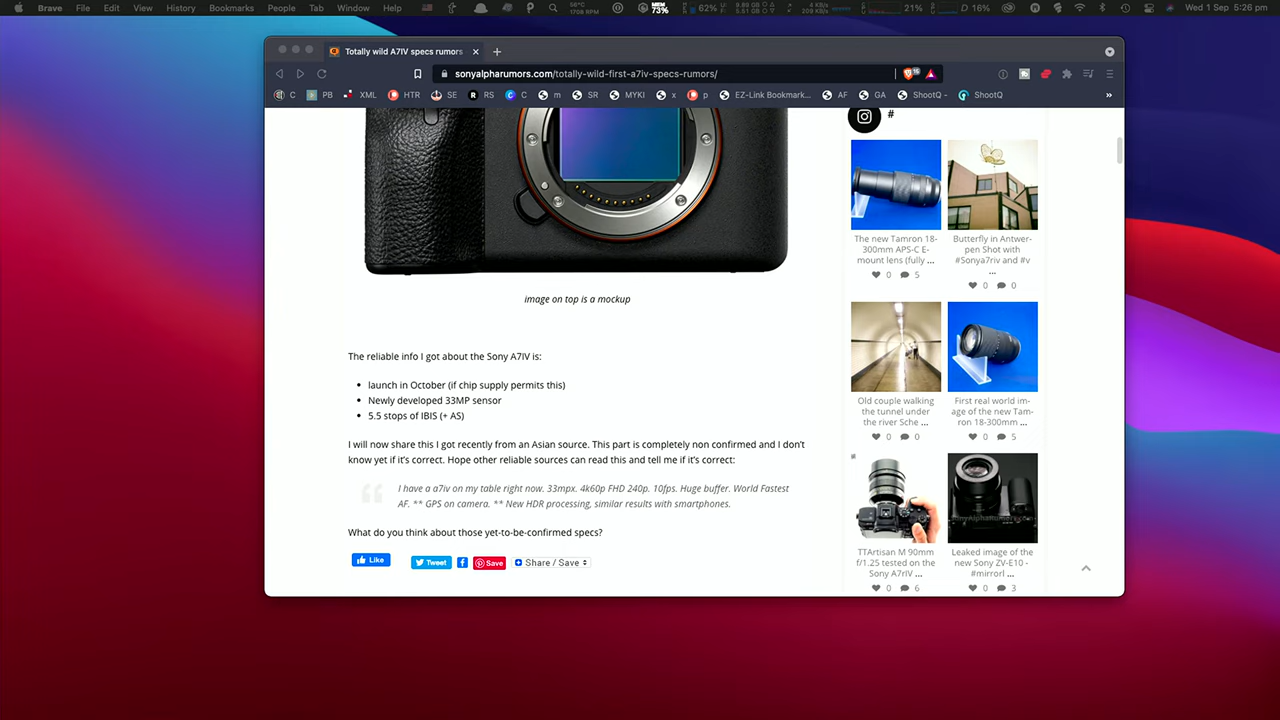 Brave File Edit View History Bookmarks People Tab Window Help
62%
21%
D 16%
Wed 1 Sep. 5:26 pm
Totally wild A7IV specs rumors
sonyalpharumors.com/totally-wild-first-a7iv-specs-rumors/
C PB XML HTR SE RS C m SR MYKI x p EZ-Link Bookmark... AF GA ShootQ - ShootQ »
image on top is a mockup
The reliable info I got about the Sony A7IV is:
launch in October (if chip supply permits this)
Newly developed 33MP sensor
5.5 stops of IBIS (+ AS)
I will now share this I got recently from an Asian source. This part is completely non confirmed and I don't
know yet if it's correct. Hope other reliable sources can read this and tell me if it's correct:
I have a a7iv on my table right now. 33mpx. 4k60p FHD 240p. 10fps. Huge buffer. World Fastest
AF. ** GPS on camera. ** New HDR processing, similar results with smartphones.
What do you think about those yet-to-be-confirmed specs?
Like Tweet Save Share / Save
#
The new Tamron 18-
300mm APS-C E-
mount lens (fully ...
0 5
Butterfly in Antwer-
pen Shot with
#Sonya7riv and #v
...
0 0
Old couple walking
the tunnel under
the river Sche ...
0 0
First real world im-
age of the new Tam-
ron 18-300mm ...
0 5
TTArtisan M 90mm
f/1.25 tested on the
Sony A7rIV ...
0 6
Leaked image of the
new Sony ZV-E10 -
#mirrorl ...
0 3